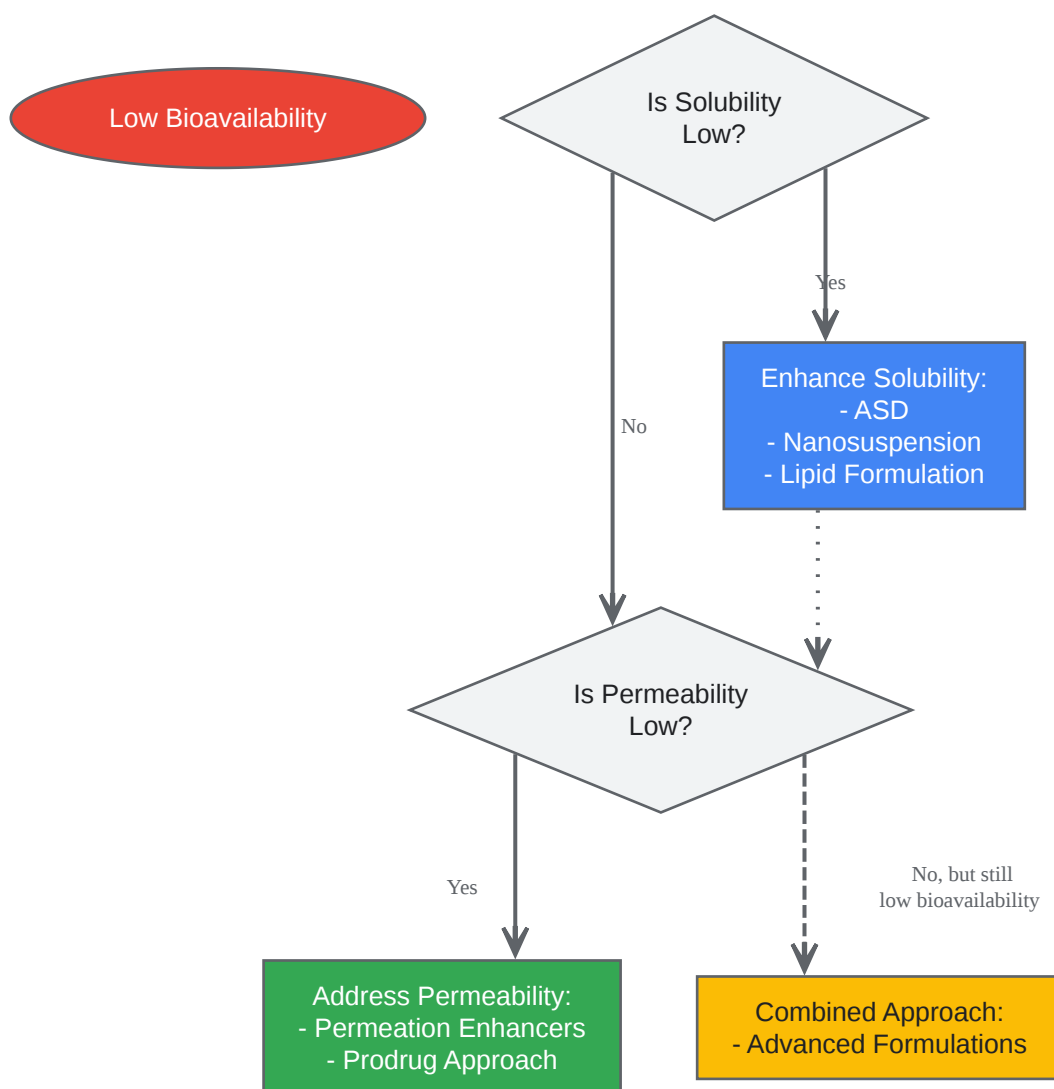 Low Bioavailability
Is Solubility
Low?
Yes
Enhance Solubility:
- ASD
- Nanosuspension
- Lipid Formulation
No
Is Permeability
Low?
Yes
No, but still
low bioavailability
Address Permeability:
- Permeation Enhancers
- Prodrug Approach
Combined Approach:
- Advanced Formulations